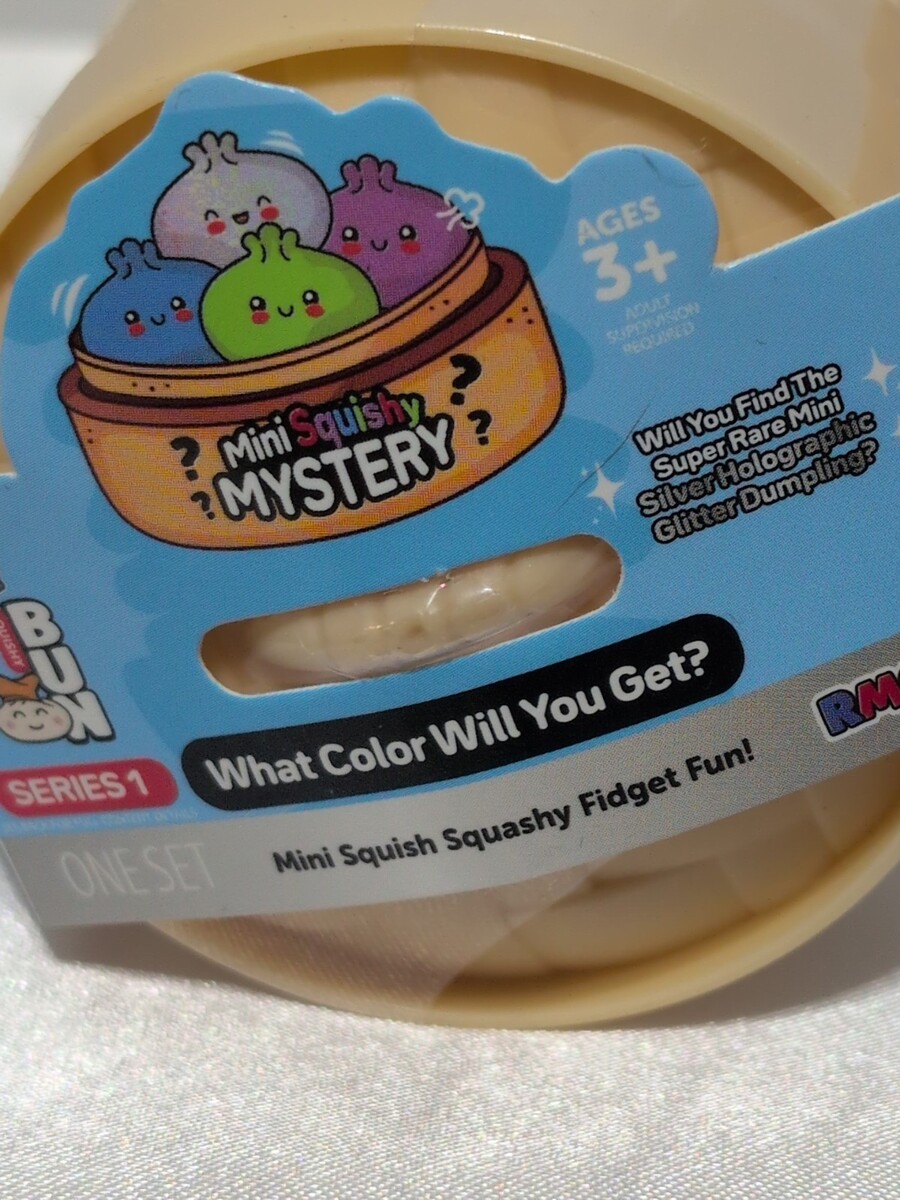 AGES
3+
ADULT
SUPERVISION
REQUIRED
Will You Find The
Super Rare Mini
Silver Holographic
Glitter Dumpling?
? ?
? ?
Mini Squishy
MYSTERY
BUN
SERIES 1
What Color Will You Get?
RM
ONE SET
Mini Squish Squashy Fidget Fun!